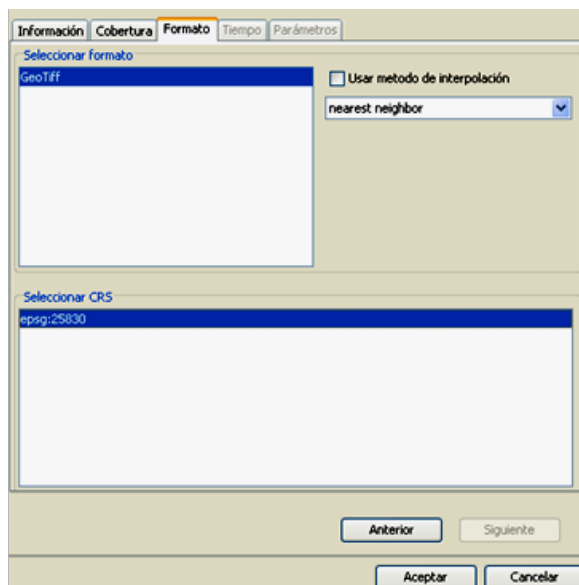 Información Cobertura Formato Tiempo Parámetros
Seleccionar formato
GeoTiff
Usar metodo de interpolación
nearest neighbor
Seleccionar CRS
epsg:25830
Anterior Siguiente
Aceptar Cancelar